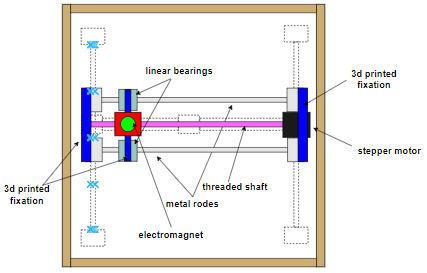 linear bearings
3d printed
fixation
stepper motor
threaded shaft
3d printed
fixation
metal rodes
electromagnet